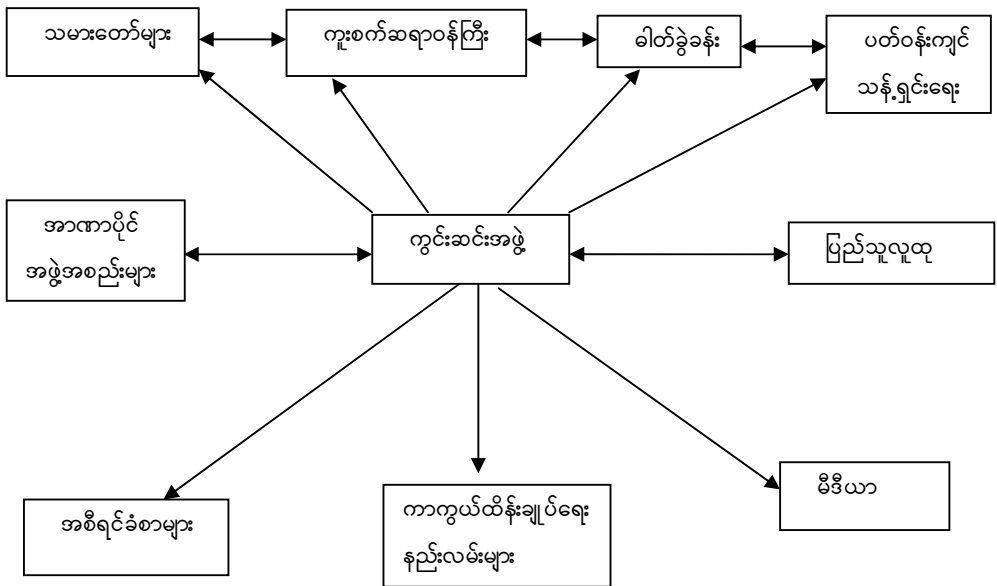 သမားတော်များ
ကူးစက်ဆရာဝန်ကြီး
ဓါတ်ခွဲခန်း
ပတ်ဝန်းကျင်
သန့်ရှင်းရေး
အာဏာပိုင်
အဖွဲ့အစည်းများ
ကွင်းဆင်းအဖွဲ့
ပြည်သူလူထု
အစီရင်ခံစာများ
ကာကွယ်ထိန်းချုပ်ရေး
နည်းလမ်းများ
မီဒီယာ